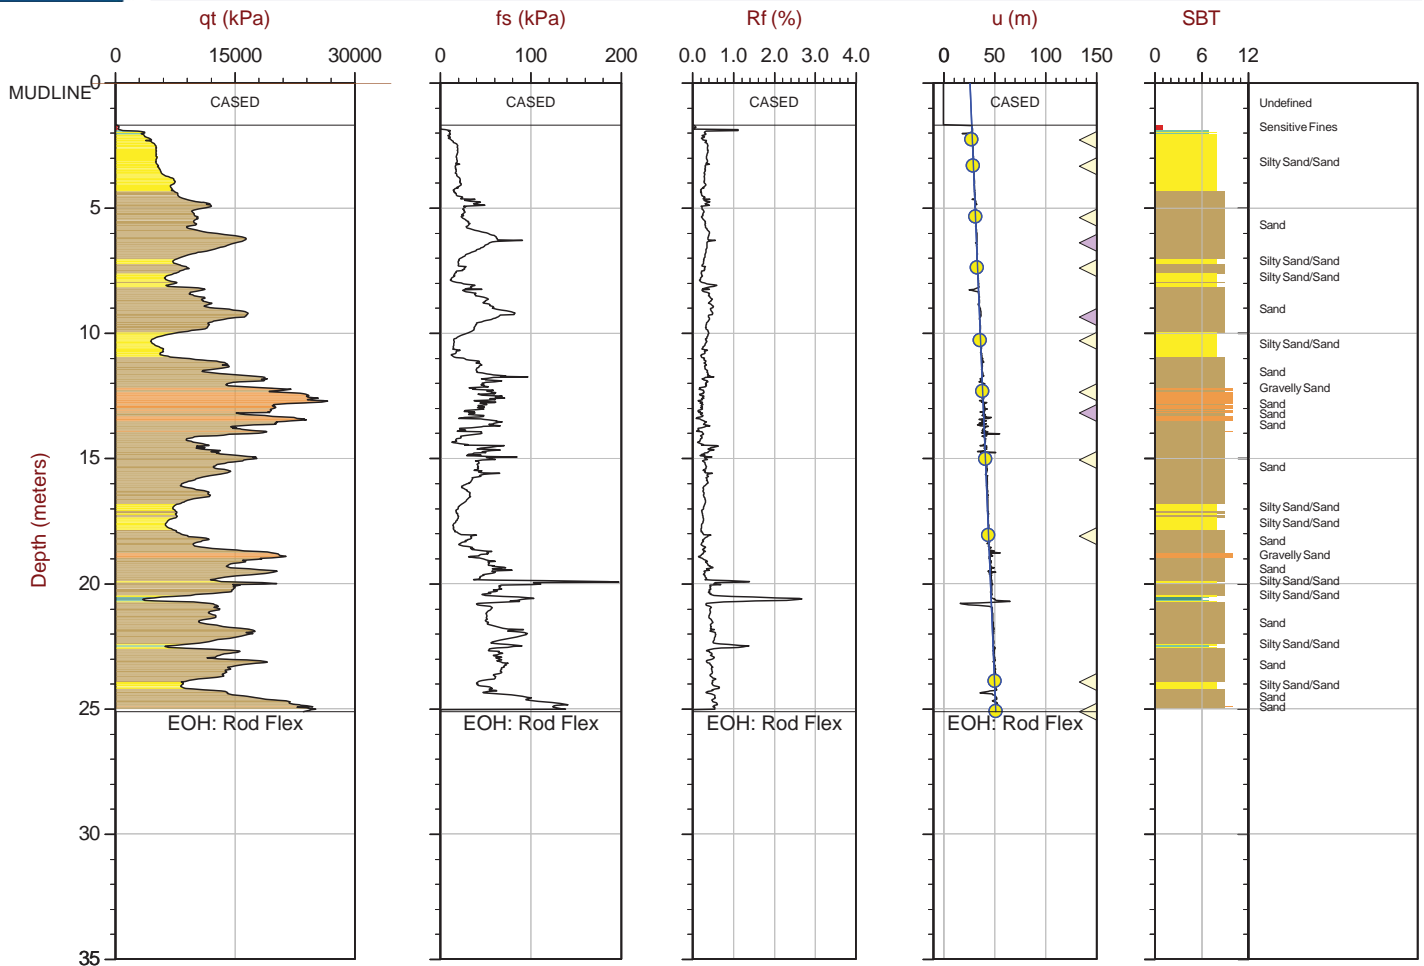 qt (kPa) fs (kPa) Rf (%) u (m) SBT
0 15000 30000 0 100 200 0.0 1.0 2.0 3.0 4.0 0 50 100 150 0 6 12
0
MUDLINE
CASED CASED CASED CASED Undefined
Sensitive Fines
Silty Sand/Sand
5
Sand
Silty Sand/Sand
Silty Sand/Sand
Sand
10
Silty Sand/Sand
Sand
Gravelly Sand
Sand
Sand
Sand
15
Sand
Silty Sand/Sand
Silty Sand/Sand
Sand
Gravelly Sand
Sand
20
Silty Sand/Sand
Silty Sand/Sand
Sand
Silty Sand/Sand
Sand
Silty Sand/Sand
Sand
25
Sand
EOH: Rod Flex EOH: Rod Flex EOH: Rod Flex EOH: Rod Flex
30
35
Depth (meters)